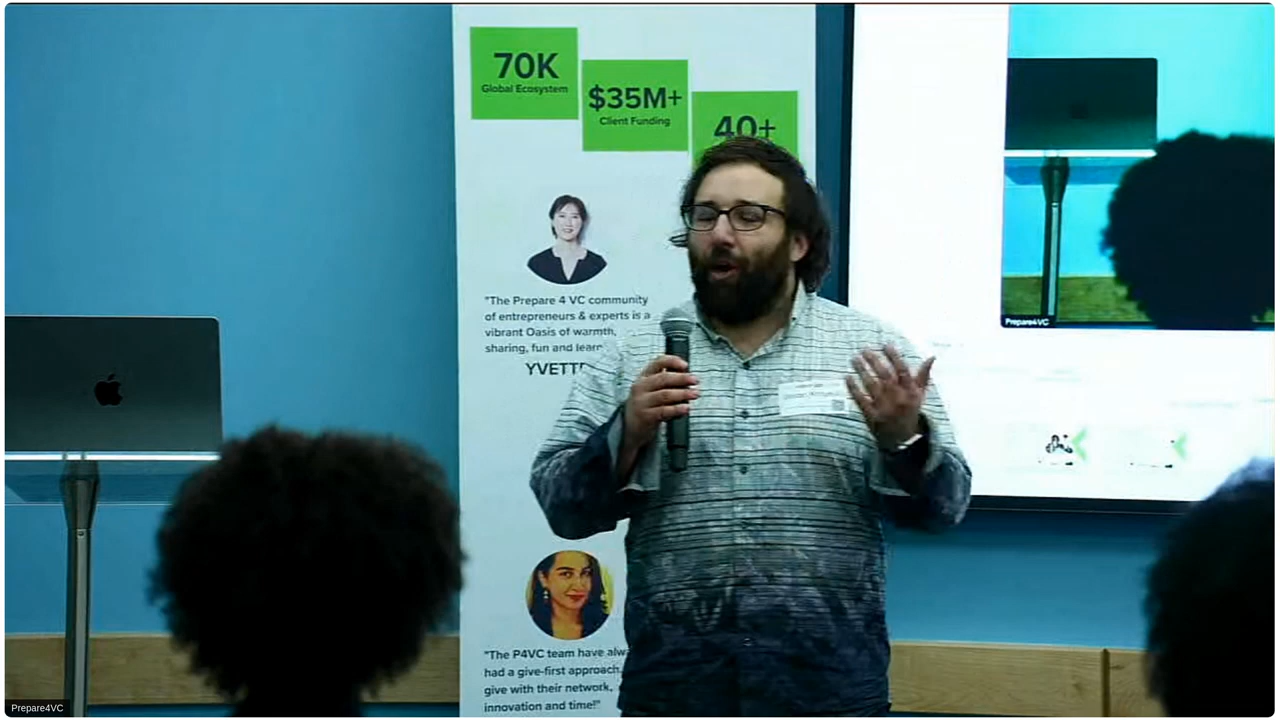 70K
Global Ecosystem
$35M+
Client Funding
40+
"The Prepare 4 VC community
of entrepreneurs & experts is a
vibrant Oasis of warmth,
sharing, fun and
YVETTE
"The P4VC team have
had a give-first approach,
give with their network,
innovation and time!"
Prepare4VC
Prepare4VC